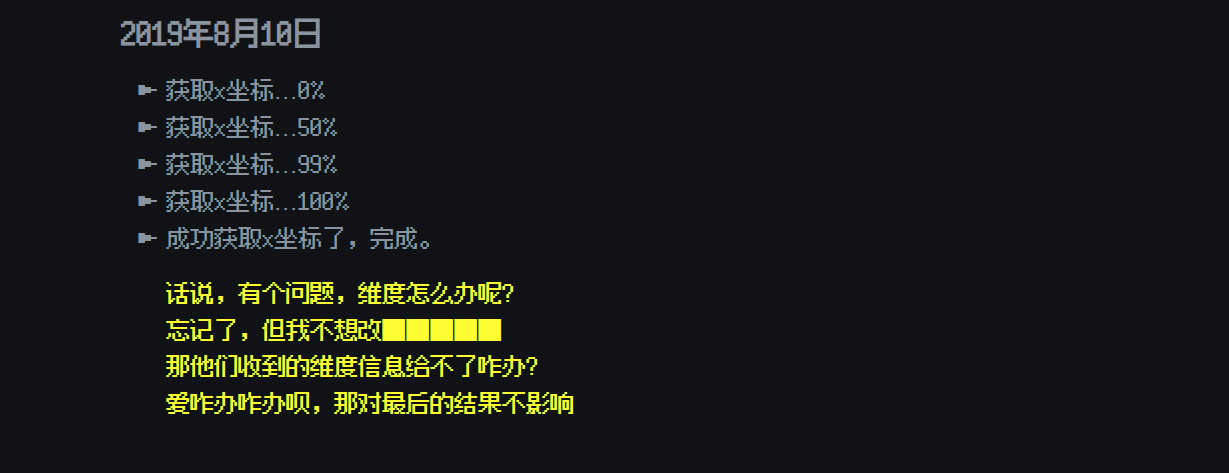 2019年8月10日
► 获取x坐标...0%
► 获取x坐标...50%
► 获取x坐标...99%
► 获取x坐标...100%
► 成功获取x坐标了，完成。
话说，有个问题，维度怎么办呢?
忘记了，但我不想改█████
那他们收到的维度信息给不了咋办?
爱咋办咋办呗，那对最后的结果不影响